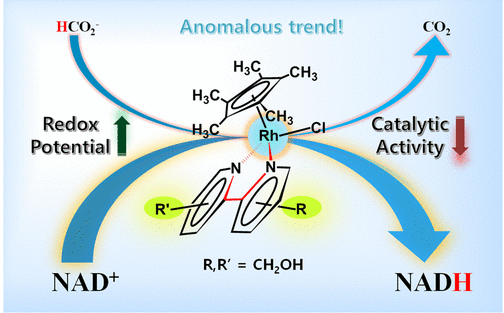 HCO₂⁻
Anomalous trend!
CO₂
CH₃
H₃C
CH₃
H₃C
H₃C
CH₃
Rh
Cl
Redox
Potential
Catalytic
Activity
N
N
R'
R
R,R′ = CH₂OH
NAD⁺
NADH